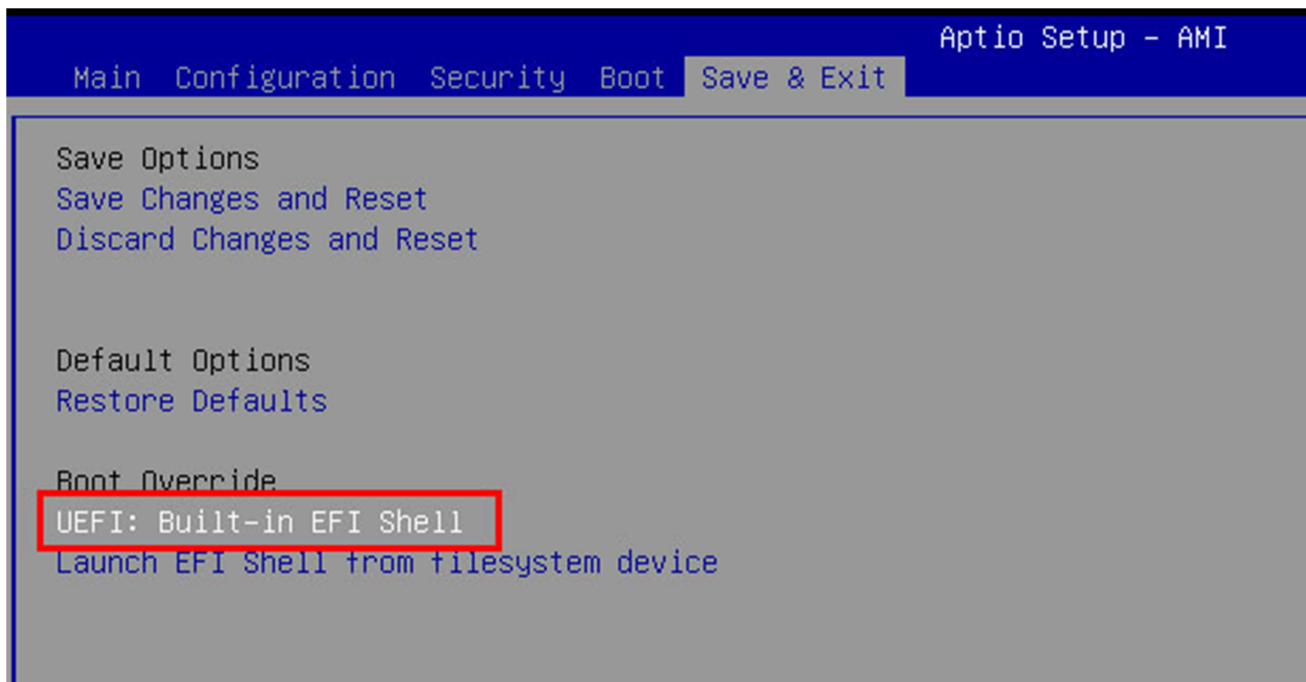 Aptio Setup – AMI
Main Configuration Security Boot Save & Exit
Save Options
Save Changes and Reset
Discard Changes and Reset
Default Options
Restore Defaults
Boot Override
UEFI: Built-in EFI Shell
Launch EFI Shell from filesystem device